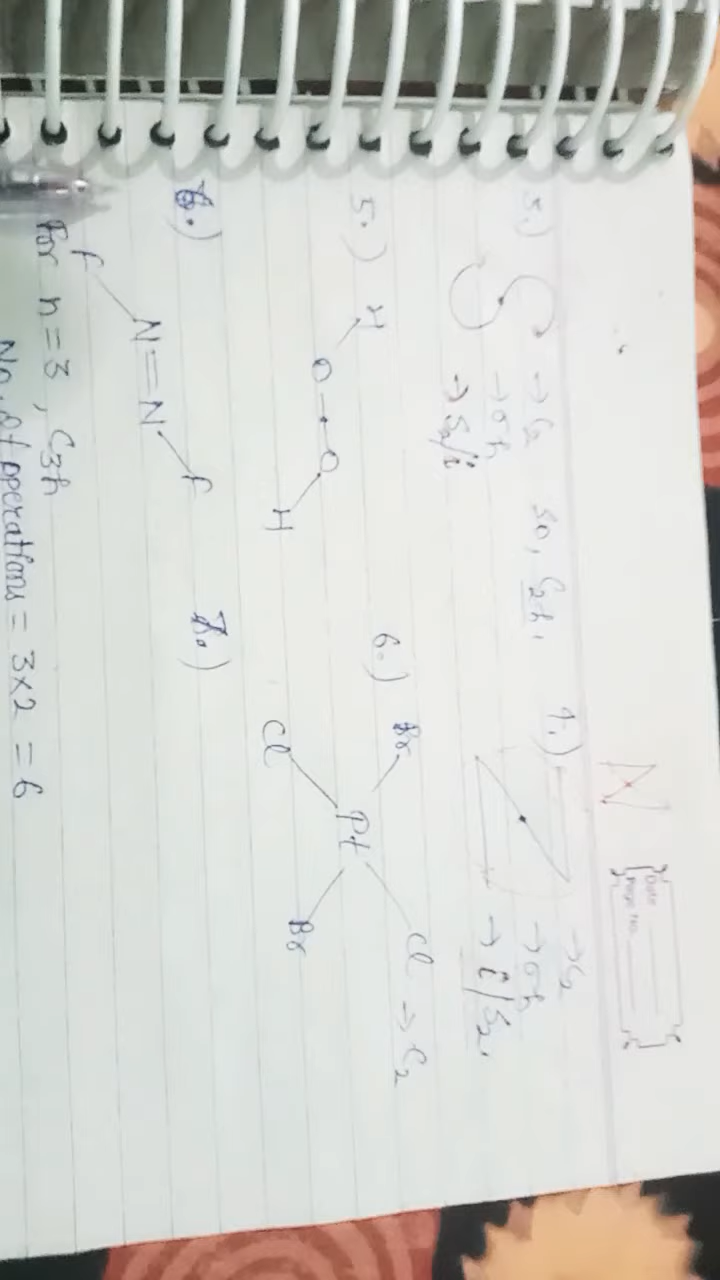 Date
Page No.
3.) → C2 So, C2h,
→ σh
→ S2/i
4.) → C2
→ σh
→ i/S2,
5.) H
O — O
H
6.) Br Cl → C2
Pt
Cl Br
6.) F
N = N
F
7.)
For n = 3, C3h
No. of operations = 3×2 = 6